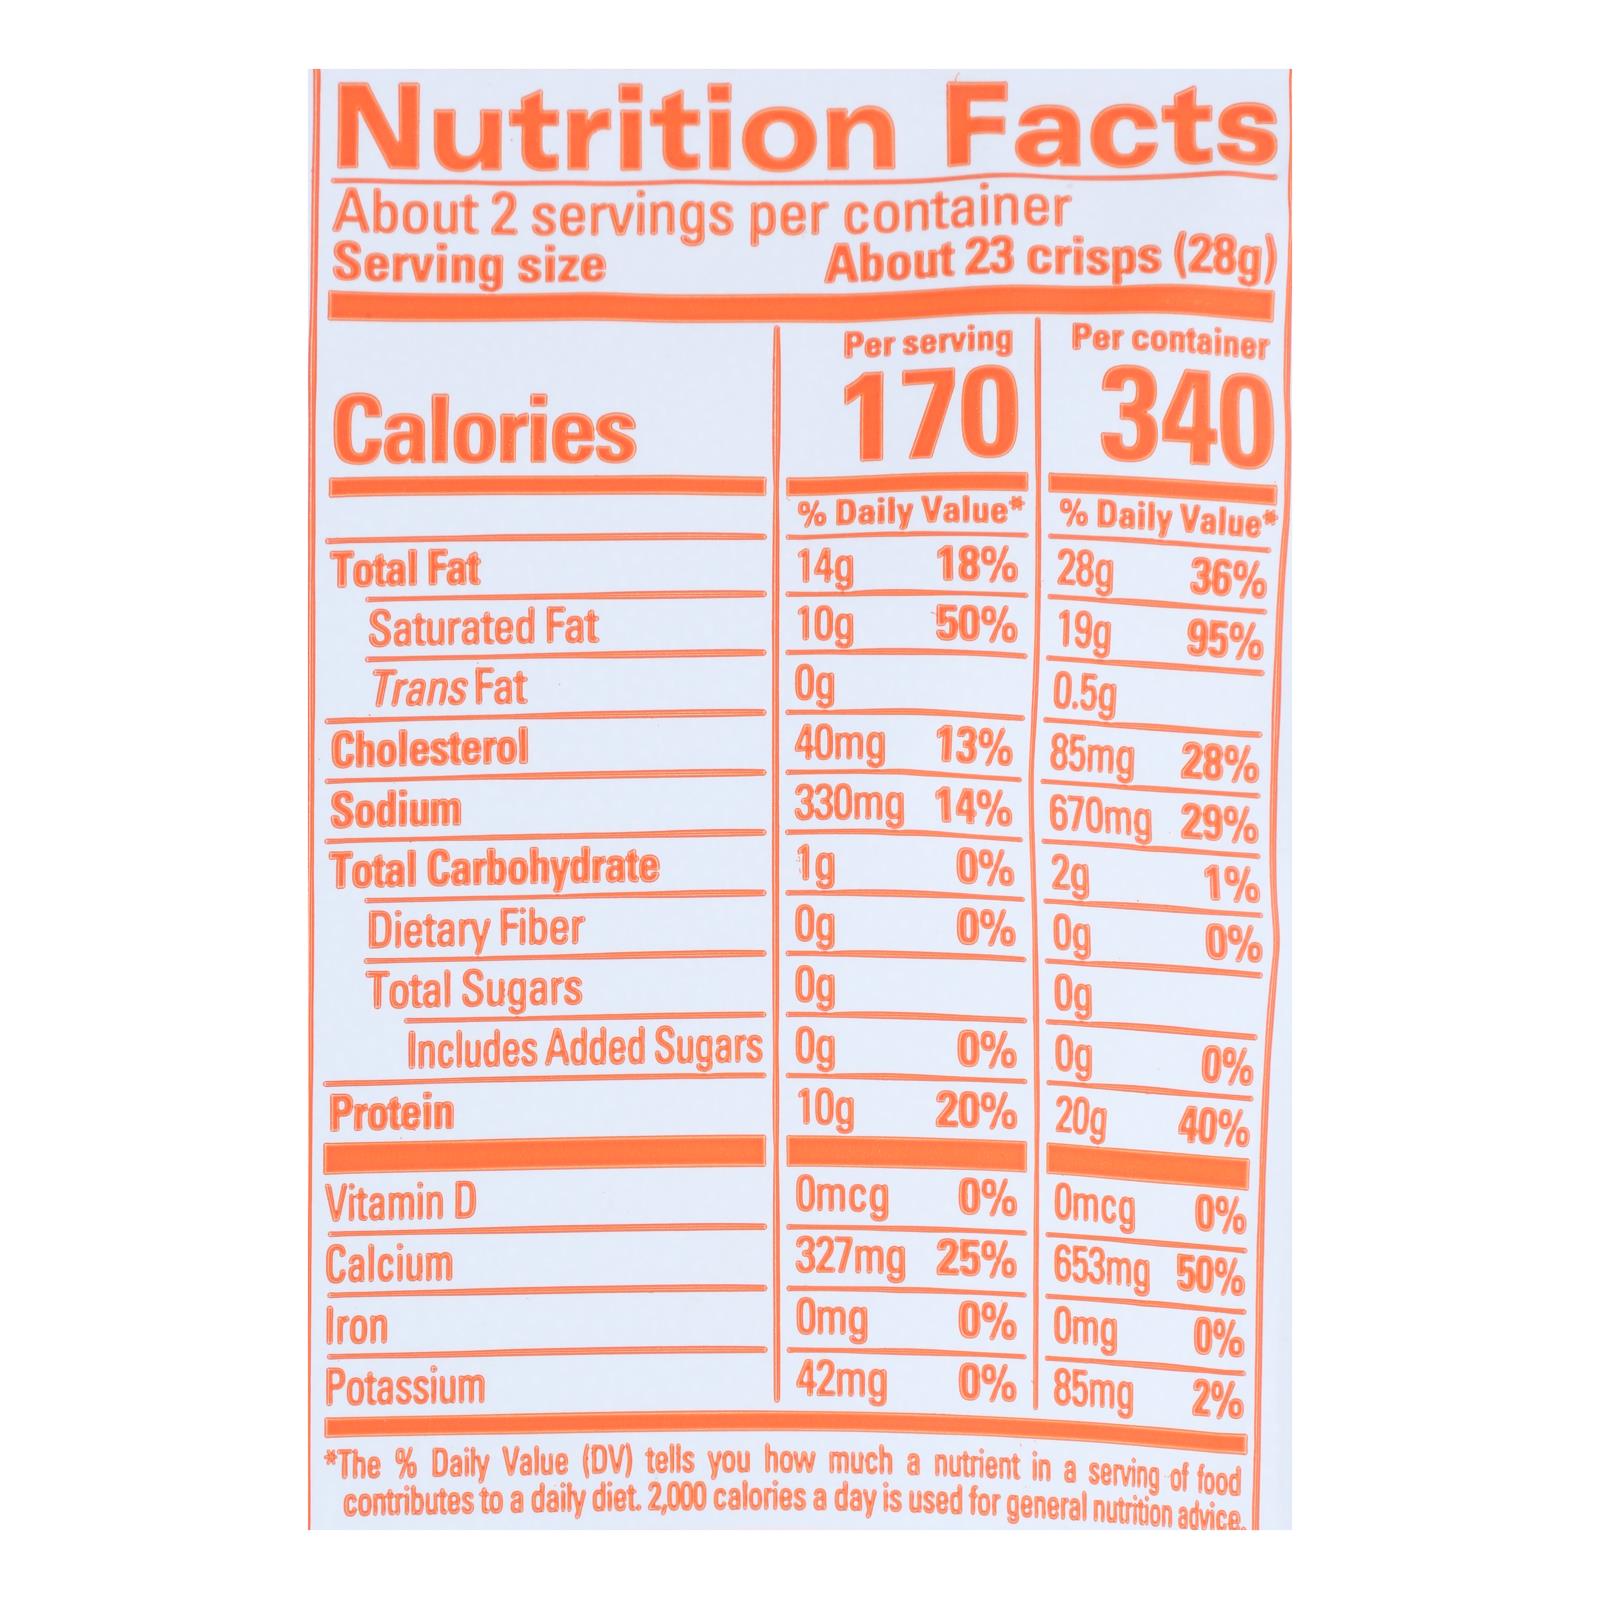 Nutrition Facts
About 2 servings per container
Serving size About 23 crisps (28g)
Per serving Per container
Calories 170 340
% Daily Value* % Daily Value*
Total Fat 14g 18% 28g 36%
Saturated Fat 10g 50% 19g 95%
Trans Fat 0g 0.5g
Cholesterol 40mg 13% 85mg 28%
Sodium 330mg 14% 670mg 29%
Total Carbohydrate 1g 0% 2g 1%
Dietary Fiber 0g 0% 0g 0%
Total Sugars 0g 0g
Includes Added Sugars 0g 0% 0g 0%
Protein 10g 20% 20g 40%
Vitamin D 0mcg 0% 0mcg 0%
Calcium 327mg 25% 653mg 50%
Iron 0mg 0% 0mg 0%
Potassium 42mg 0% 85mg 2%
*The % Daily Value (DV) tells you how much a nutrient in a serving of food
contributes to a daily diet. 2,000 calories a day is used for general nutrition advice.